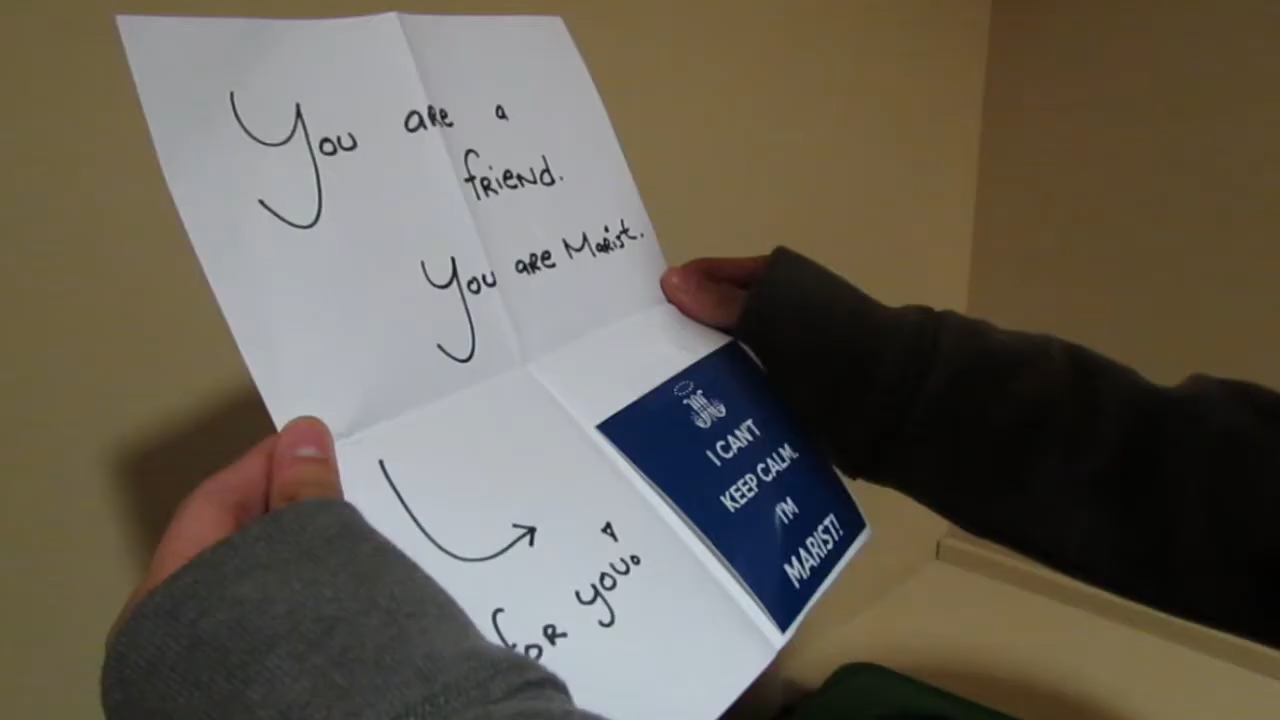 You are a
friend.
You are Marist.
for you!
I CAN'T
KEEP CALM.
I'M
MARIST!